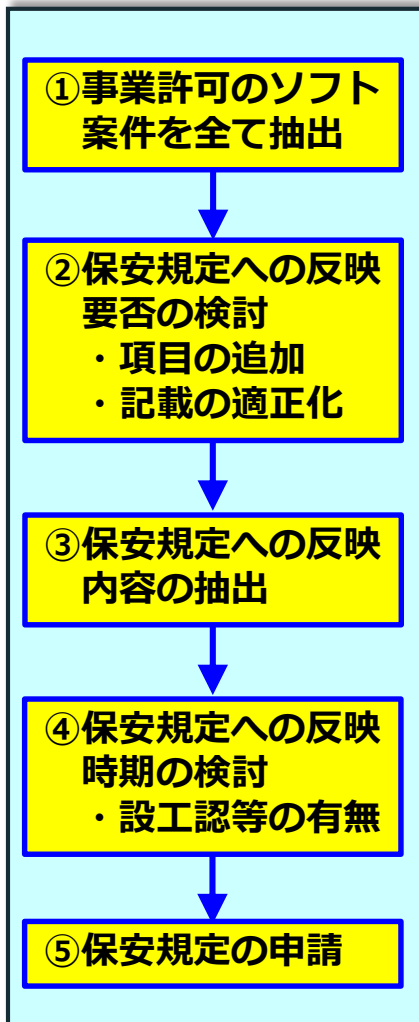 ①事業許可のソフト
案件を全て抽出
②保安規定への反映
要否の検討
・項目の追加
・記載の適正化
③保安規定への反映
内容の抽出
④保安規定への反映
時期の検討
・設工認等の有無
⑤保安規定の申請